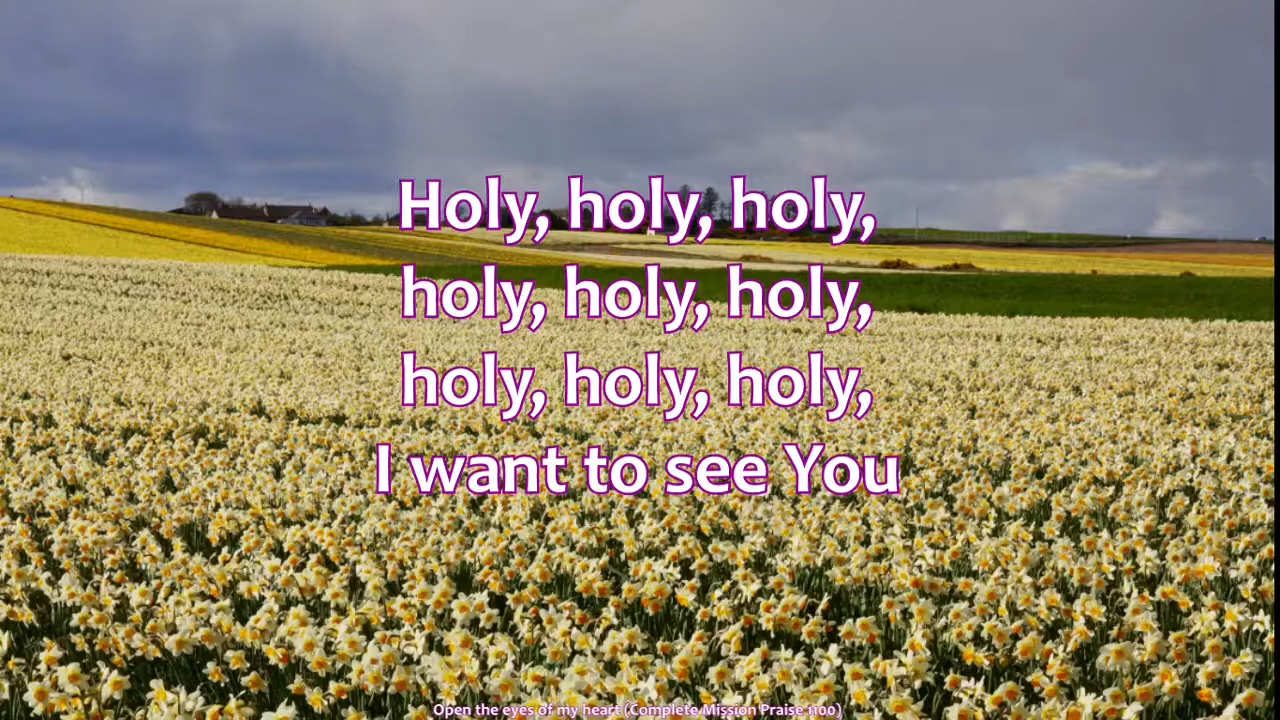 Holy, holy, holy,
holy, holy, holy,
holy, holy, holy,
I want to see You
Open the eyes of my heart (Complete Mission Praise 1100)